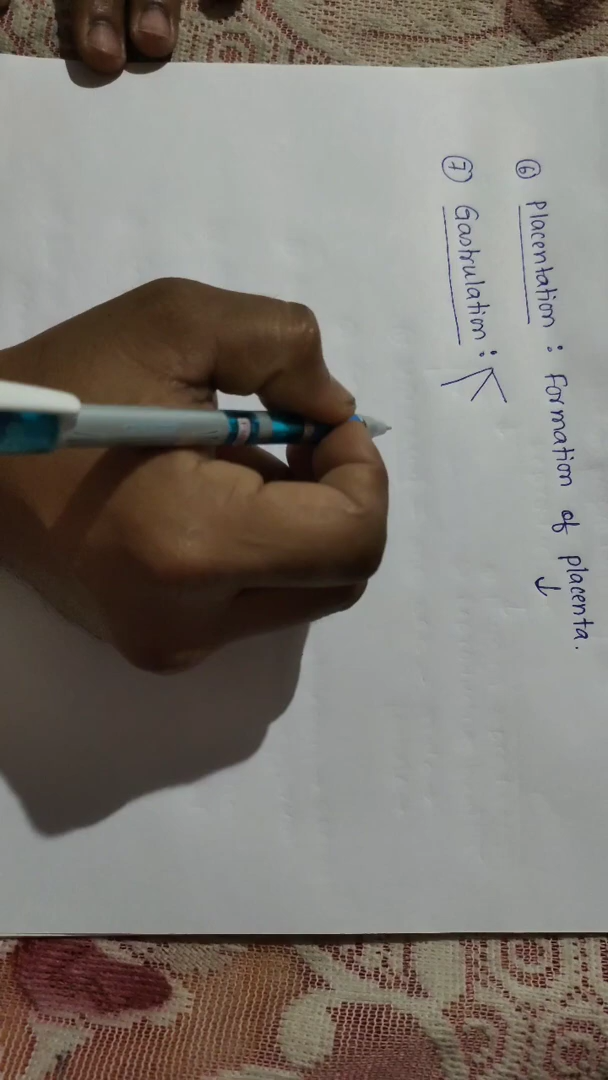 ⑥ Placentation : formation of placenta.
⑦ Gastrulation :